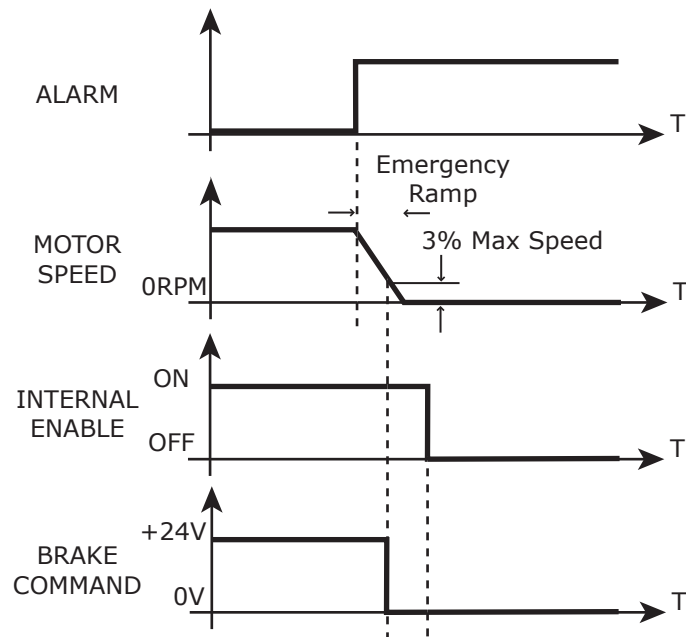 ALARM
T
Emergency
Ramp
MOTOR
SPEED
3% Max Speed
0RPM
T
ON
INTERNAL
ENABLE
OFF
T
+24V
BRAKE
COMMAND
0V
T